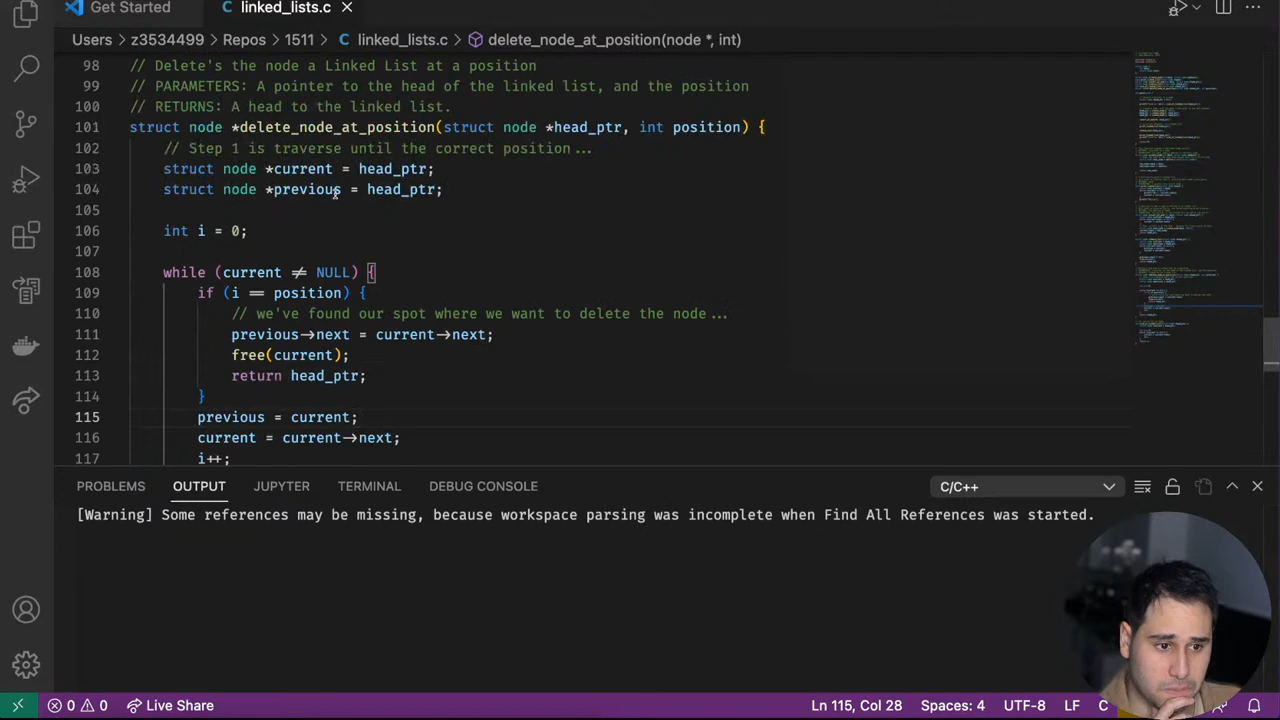 Get Started
linked_lists.c
Users > z3534499 > Repos > 1511 > linked_lists.c > delete_node_at_position(node *, int)
98 // Delete's the node a Linked List at a position
99 // PARAMETERS: A pointer to the head of the linked list, and the position
100 // RETURNS: A head to the linked list
101 struct node *delete_node_at_position(struct node *head_ptr, int position) {
102 // Step 1 is traverse until the correct position ...
103 struct node *current = head_ptr;
104 struct node *previous = head_ptr;
105
106 int i = 0;
107
108 while (current != NULL) {
109 if (i == position) {
110 // we've found our spot where we want to delete the node ...
111 previous->next = current->next;
112 free(current);
113 return head_ptr;
114 }
115 previous = current;
116 current = current->next;
117 i++;
PROBLEMS OUTPUT JUPYTER TERMINAL DEBUG CONSOLE C/C++
[Warning] Some references may be missing, because workspace parsing was incomplete when Find All References was started.
0 0 Live Share Ln 115, Col 28 Spaces: 4 UTF-8 LF C